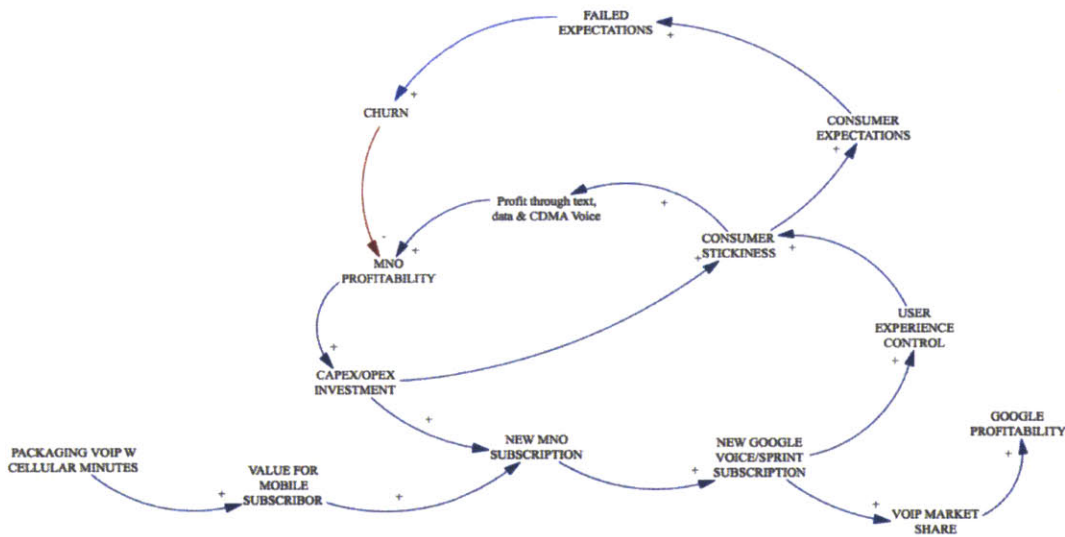 FAILED
EXPECTATIONS
+
+
CHURN
CONSUMER
EXPECTATIONS
+
Profit through text,
data & CDMA Voice
+
-
+
MNO
PROFITABILITY
CONSUMER
STICKINESS
+
+
USER
EXPERIENCE
CONTROL
+
+
CAPEX/OPEX
INVESTMENT
+
GOOGLE
PROFITABILITY
+
PACKAGING VOIP W
CELLULAR MINUTES
NEW MNO
SUBSCRIPTION
NEW GOOGLE
VOICE/SPRINT
SUBSCRIPTION
+
VALUE FOR
MOBILE
SUBSCRIBOR
+
+
+
VOIP MARKET
SHARE